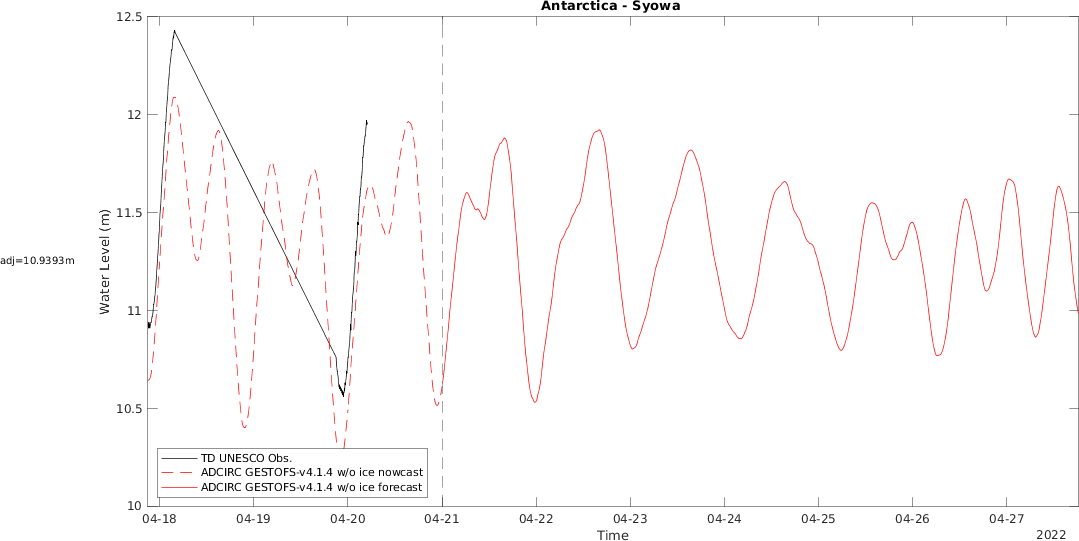 Antarctica - Syowa
12.5
12
11.5
11
10.5
10
Water Level (m)
adj=10.9393m
TD UNESCO Obs.
ADCIRC GESTOFS-v4.1.4 w/o ice nowcast
ADCIRC GESTOFS-v4.1.4 w/o ice forecast
04-18 04-19 04-20 04-21 04-22 04-23 04-24 04-25 04-26 04-27
Time
2022